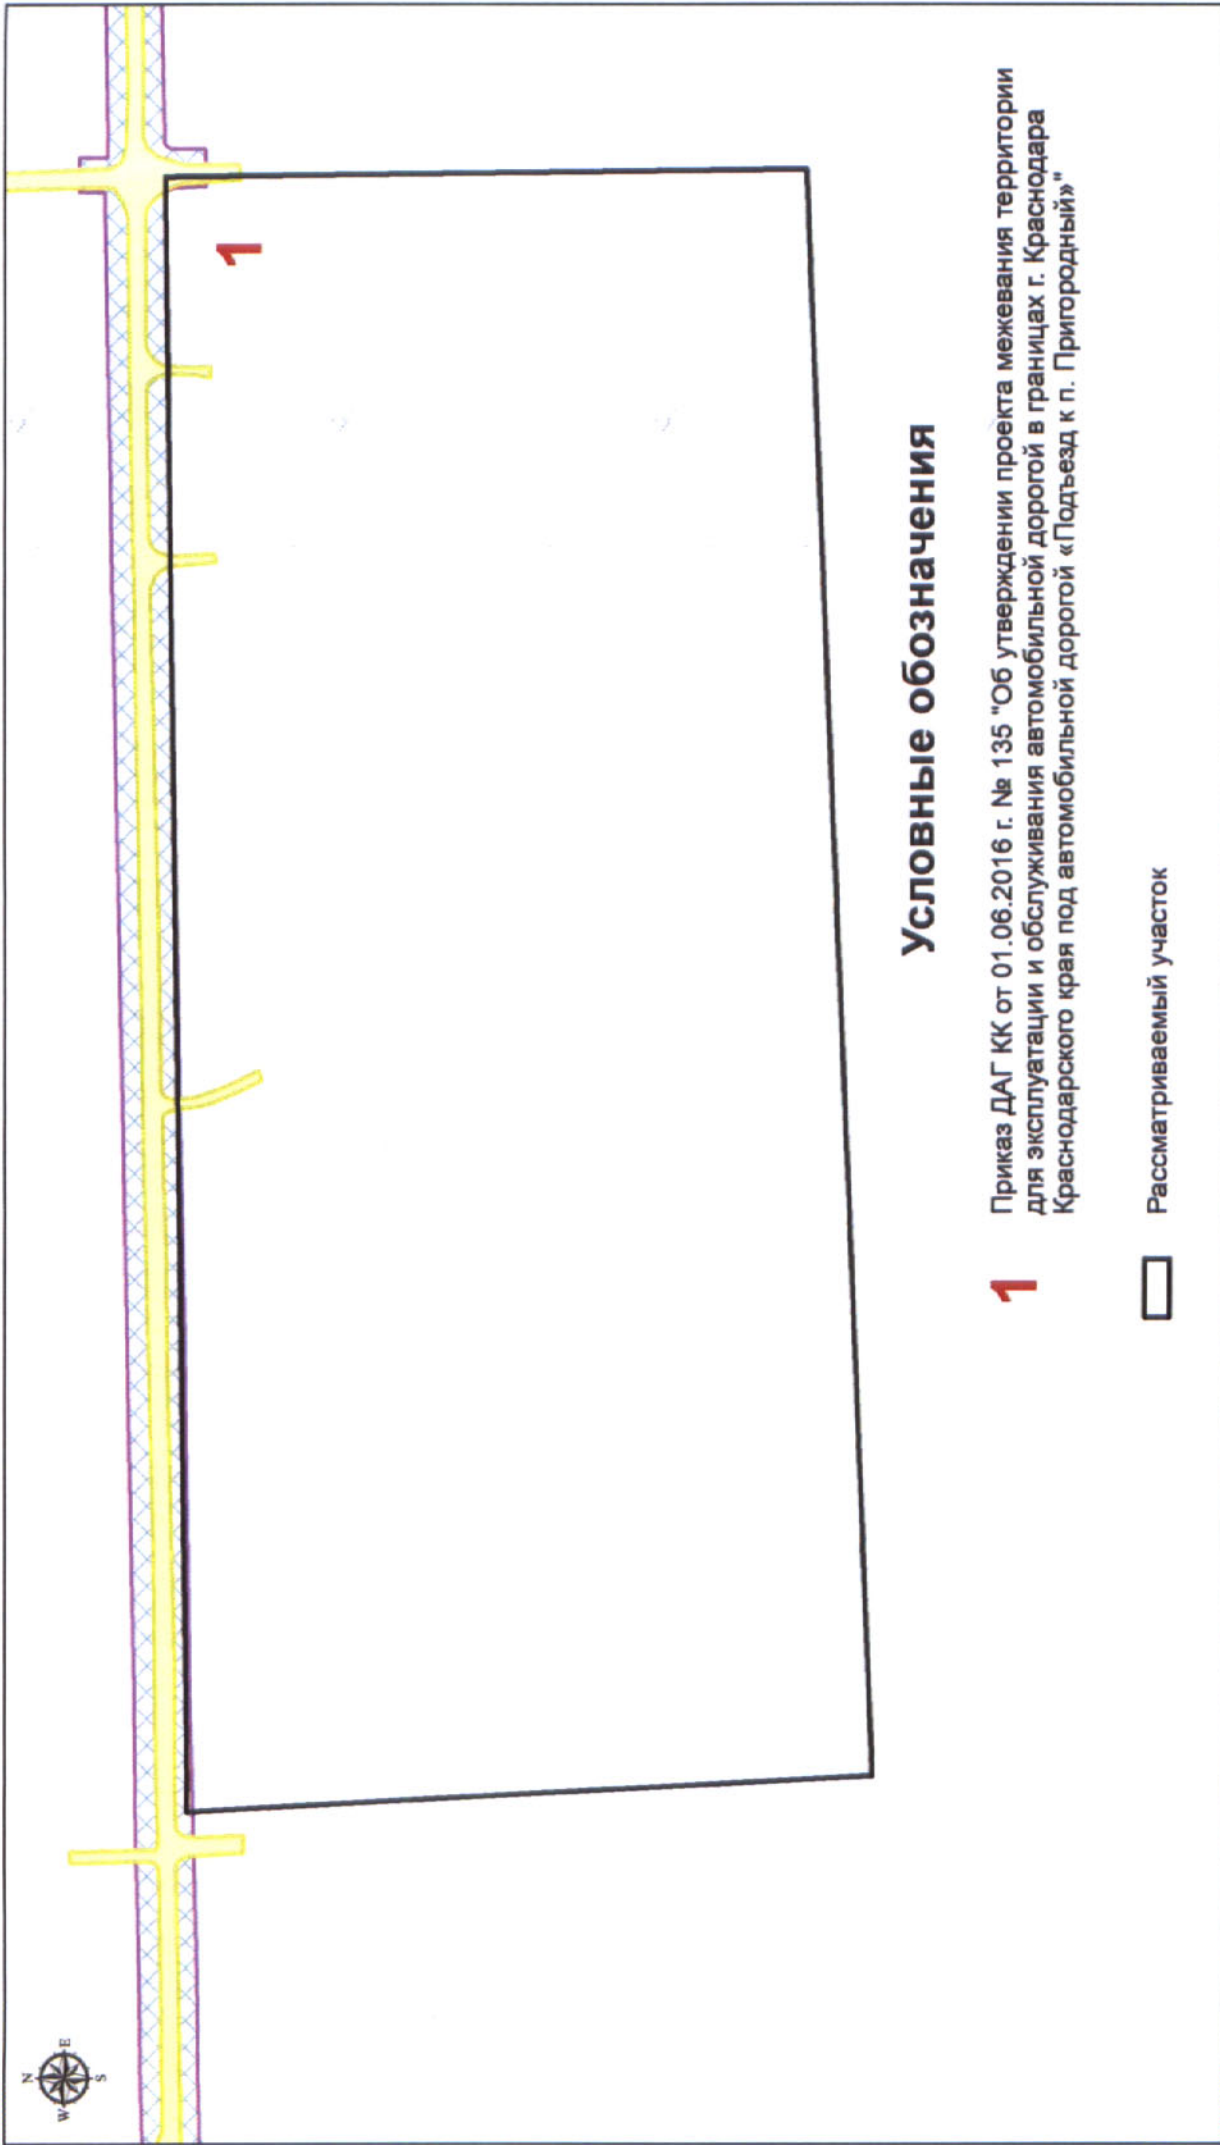 N
W
E
S
1
Условные обозначения
1
Приказ ДАГ КК от 01.06.2016 г. № 135 "Об утверждении проекта межевания территории
для эксплуатации и обслуживания автомобильной дорогой в границах г. Краснодара
Краснодарского края под автомобильной дорогой «Подъезд к п. Пригородный»"
Рассматриваемый участок